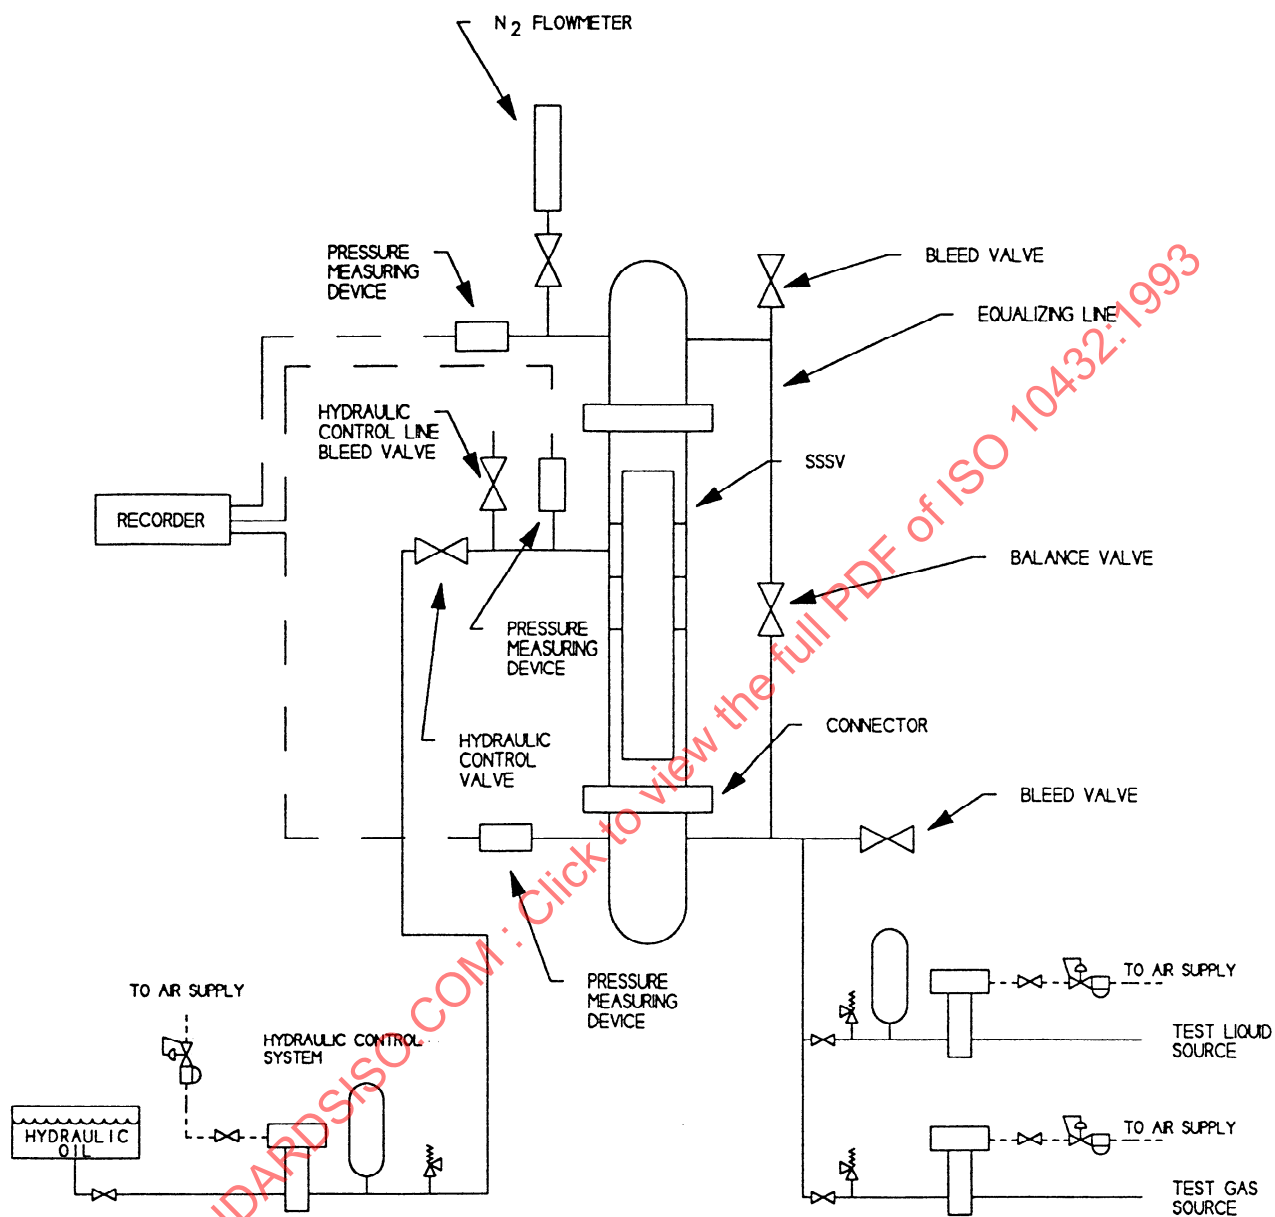 N2 FLOWMETER
PRESSURE
MEASURING
DEVICE
BLEED VALVE
EQUALIZING LINE
HYDRAULIC
CONTROL LINE
BLEED VALVE
SSSV
RECORDER
BALANCE VALVE
PRESSURE
MEASURING
DEVICE
CONNECTOR
HYDRAULIC
CONTROL
VALVE
BLEED VALVE
PRESSURE
MEASURING
DEVICE
TO AIR SUPPLY
TO AIR SUPPLY
HYDRAULIC CONTROL
SYSTEM
TEST LIQUID
SOURCE
HYDRAULIC
OIL
TO AIR SUPPLY
TEST GAS
SOURCE
NDARDSISO.COM : Click to view the full PDF of ISO 10432:1993